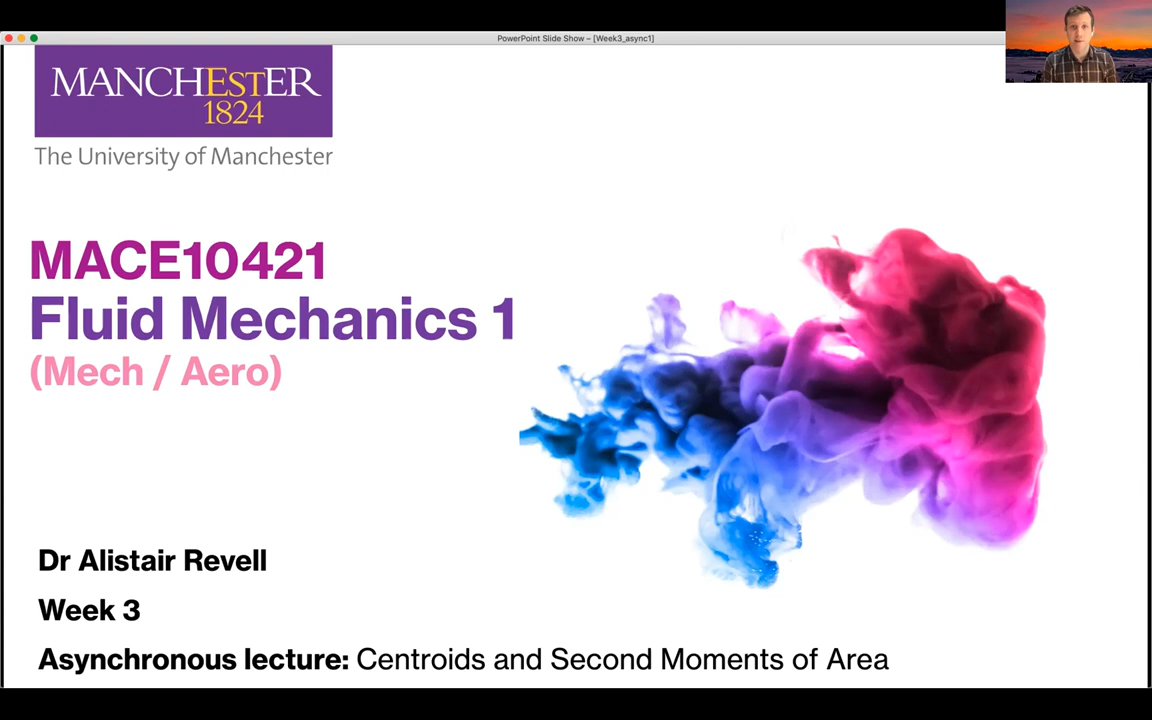 PowerPoint Slide Show – [Week3_async1]
MANCHESTER
1824
The University of Manchester
MACE10421
Fluid Mechanics 1
(Mech / Aero)
Dr Alistair Revell
Week 3
Asynchronous lecture: Centroids and Second Moments of Area